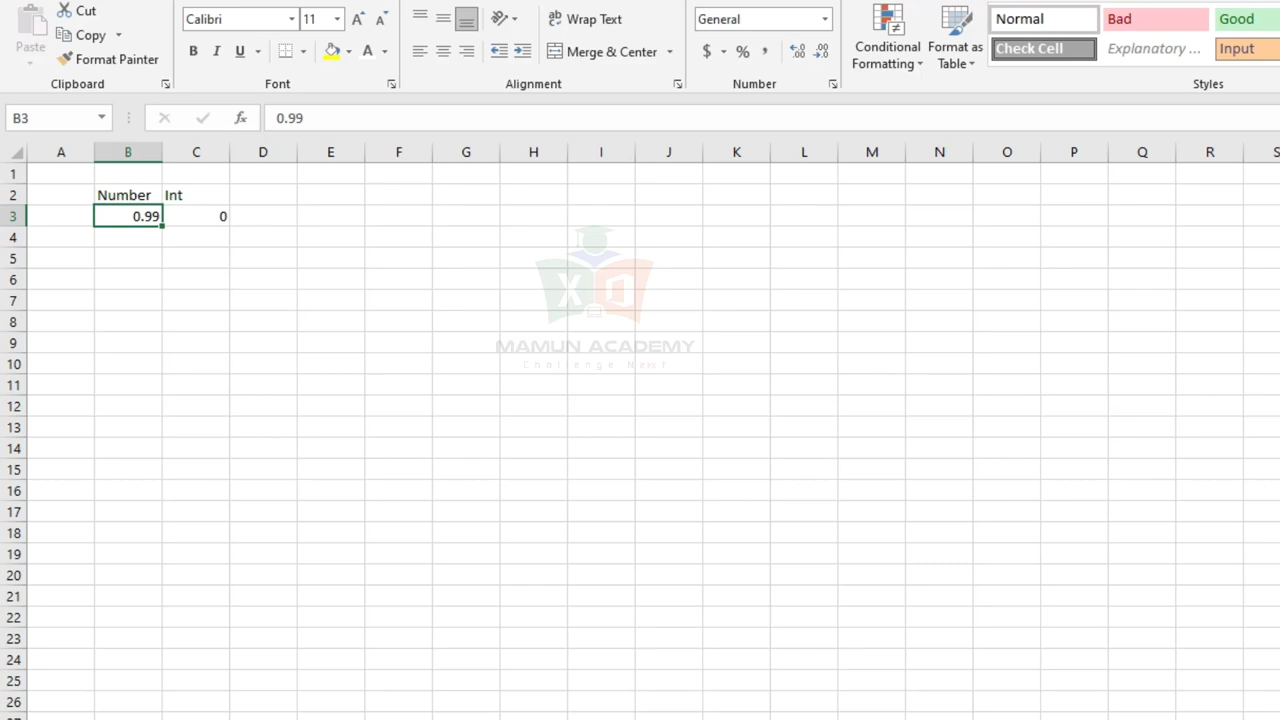 Cut
Calibri 11 Wrap Text General Normal Bad Good
Paste Copy Conditional Formatting Format as Table Check Cell Explanatory ... Input
Format Painter B I U A Merge & Center $ % ,
Clipboard Font Alignment Number Styles
B3 fx 0.99
A B C D E F G H I J K L M N O P Q R S
1
2 Number Int
3 0.99 0
4
5
6
7
8
9
MAMUN ACADEMY
10
Challenge Next
11
12
13
14
15
16
17
18
19
20
21
22
23
24
25
26